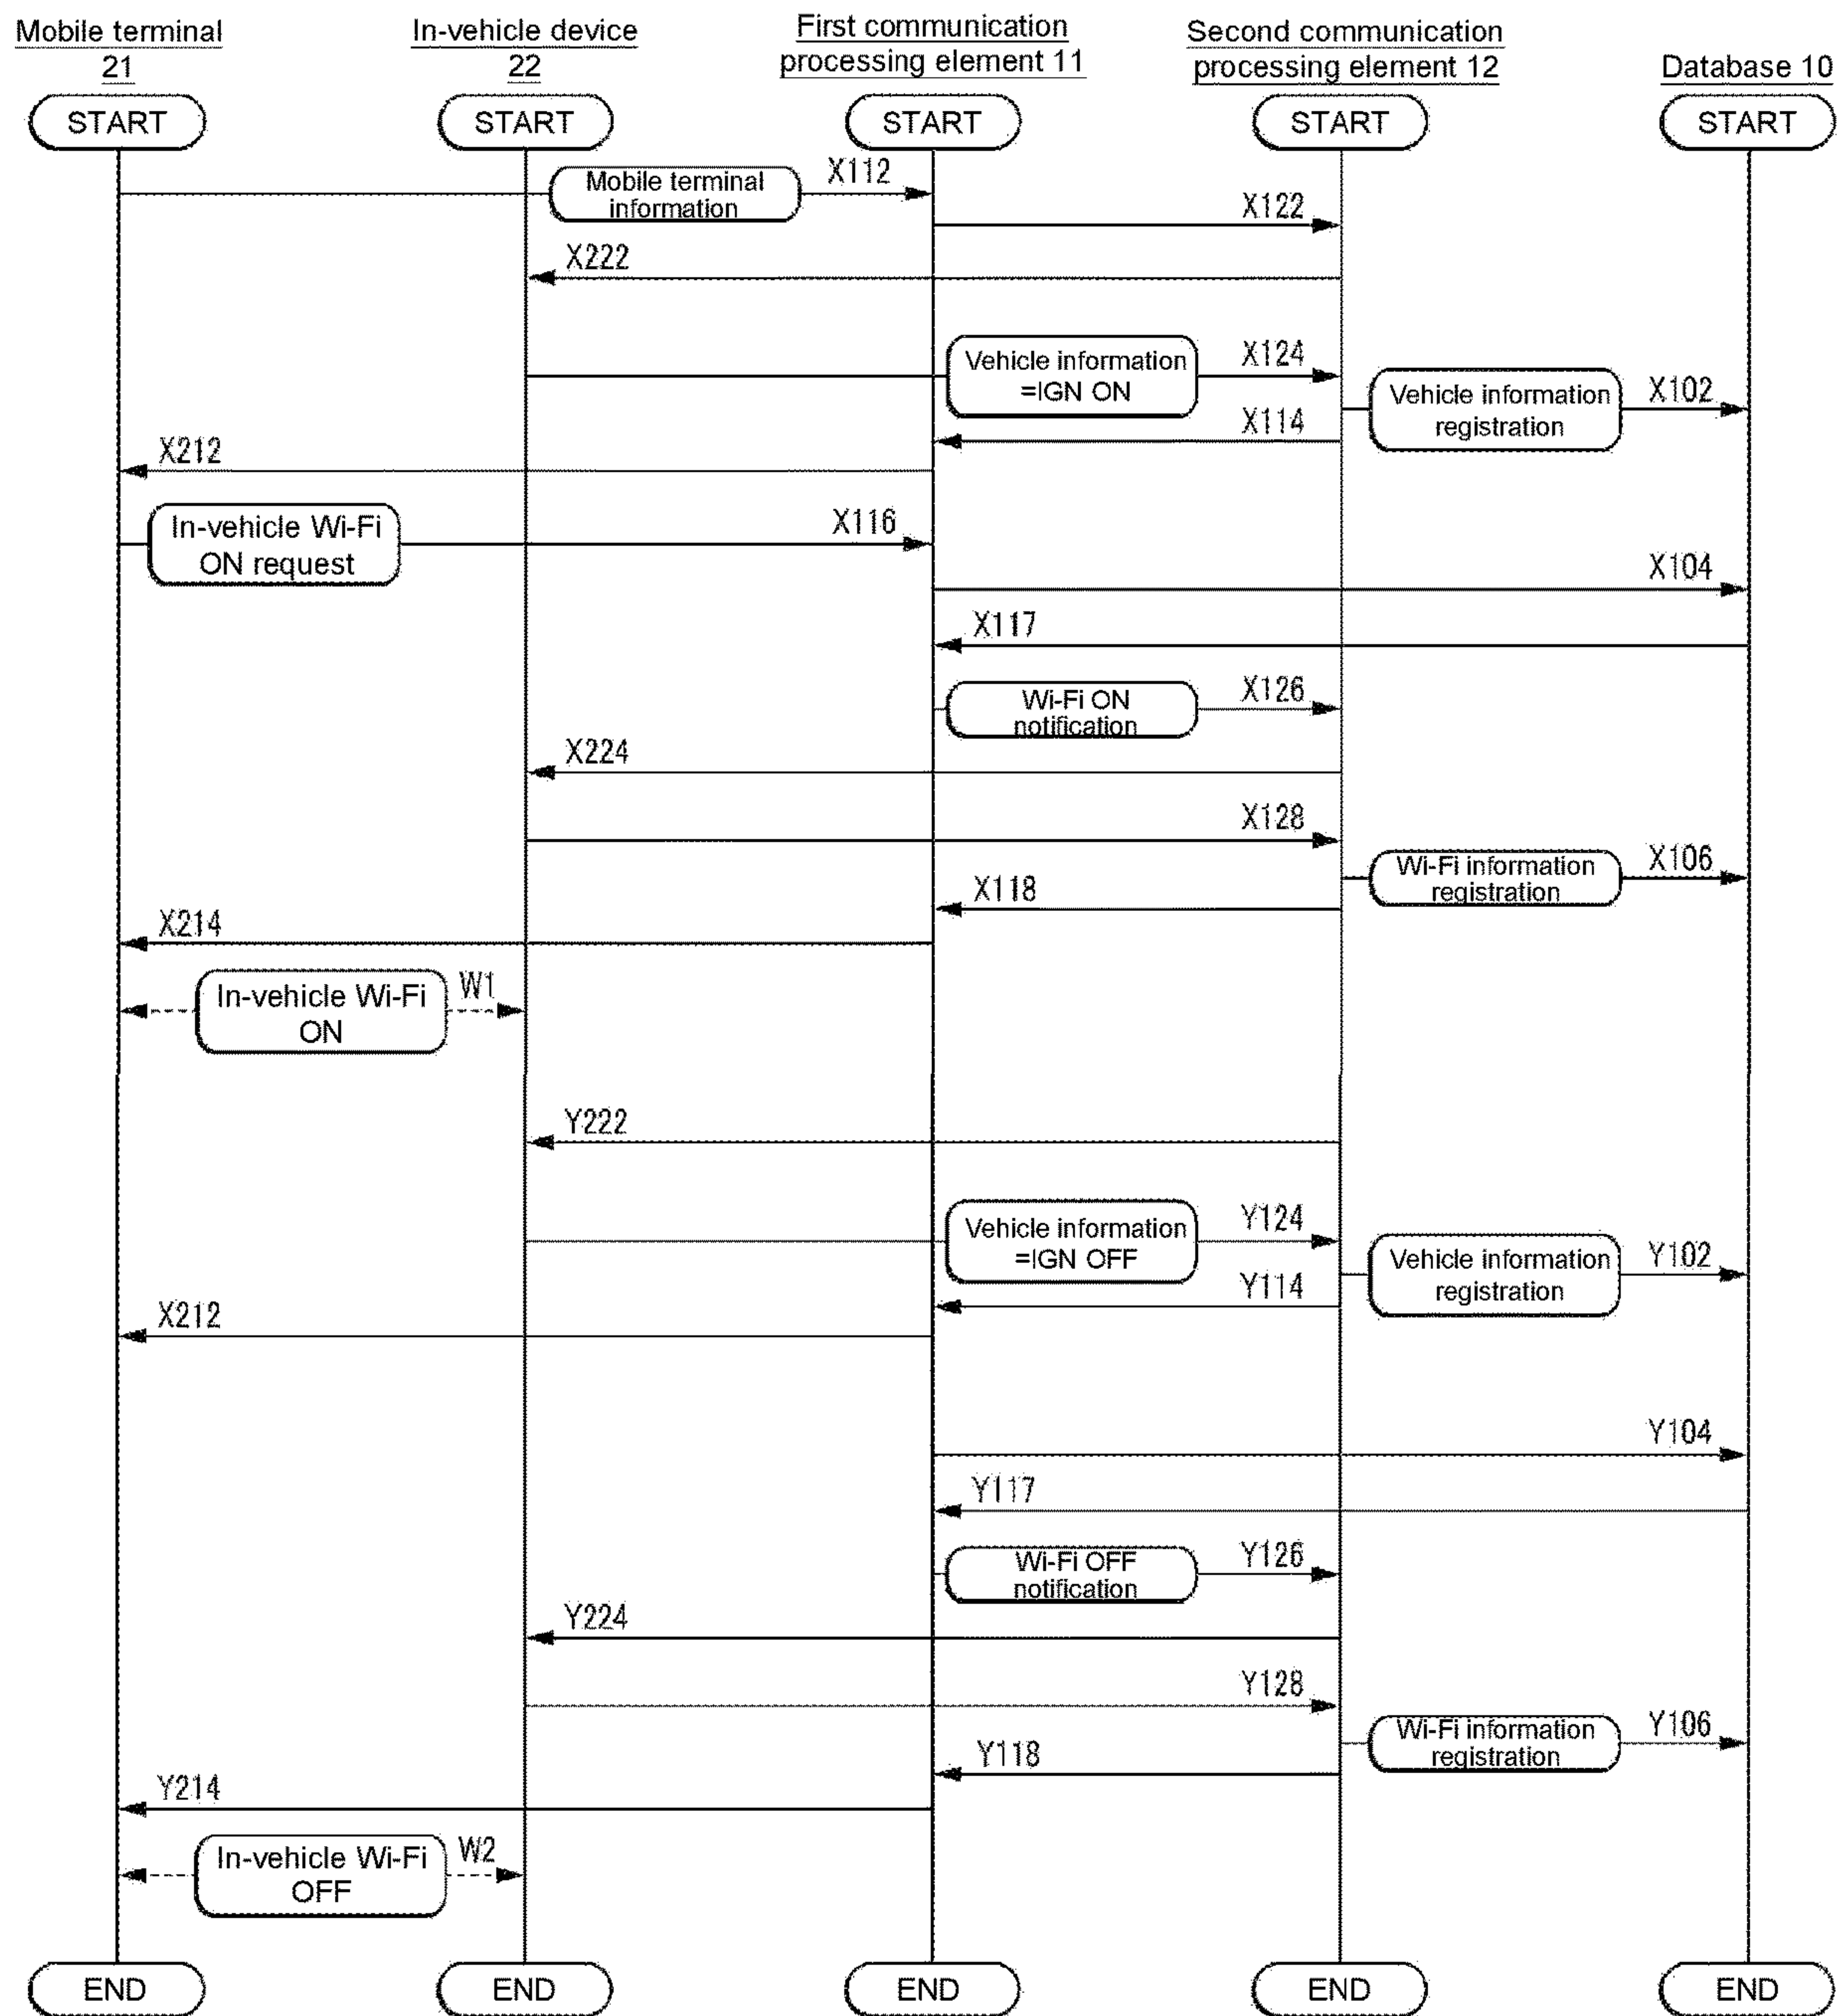 Mobile terminal
21
In-vehicle device
22
First communication
processing element 11
Second communication
processing element 12
Database 10
START
START
START
START
START
Mobile terminal
information
X112
X122
X222
Vehicle information
=IGN ON
X124
Vehicle information
registration
X102
X114
X212
In-vehicle Wi-Fi
ON request
X116
X104
X117
Wi-Fi ON
notification
X126
X224
X128
Wi-Fi information
registration
X106
X118
X214
In-vehicle Wi-Fi
ON
W1
Y222
Vehicle information
=IGN OFF
Y124
Vehicle information
registration
Y102
Y114
X212
Y104
Y117
Wi-Fi OFF
notification
Y126
Y224
Y128
Wi-Fi information
registration
Y106
Y118
Y214
In-vehicle Wi-Fi
OFF
W2
END
END
END
END
END